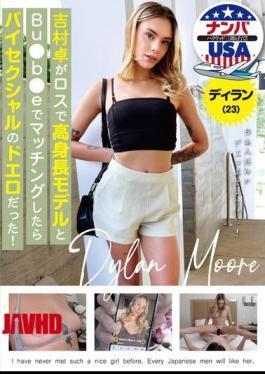 吉村卓がロスで高身長モデルと
Bu●b●eでマッチングしたら
バイセクシャルのドエロだった!
ナンパ
USA
ディラン
(23)
Dylan Moore
JAVHD
I have never met such a nice girl before. Every Japanese men will like her.